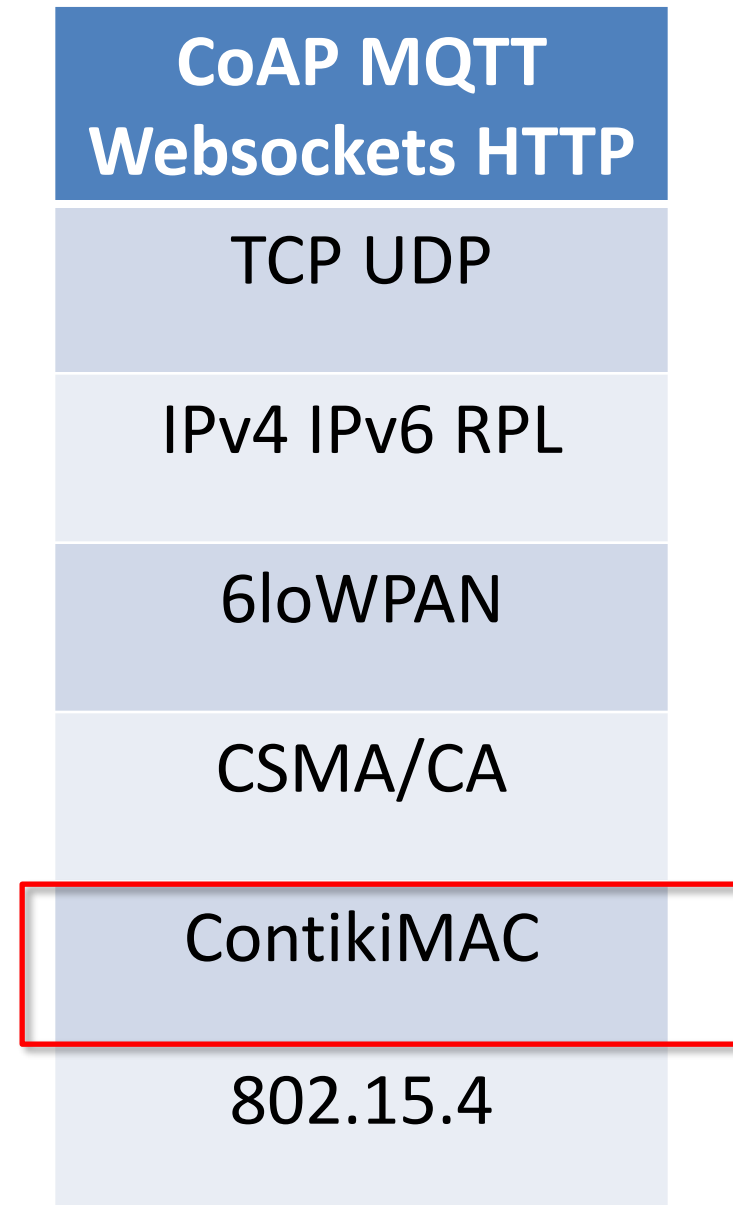 CoAP MQTT
Websockets HTTP
TCP UDP
IPv4 IPv6 RPL
6loWPAN
CSMA/CA
ContikiMAC
802.15.4